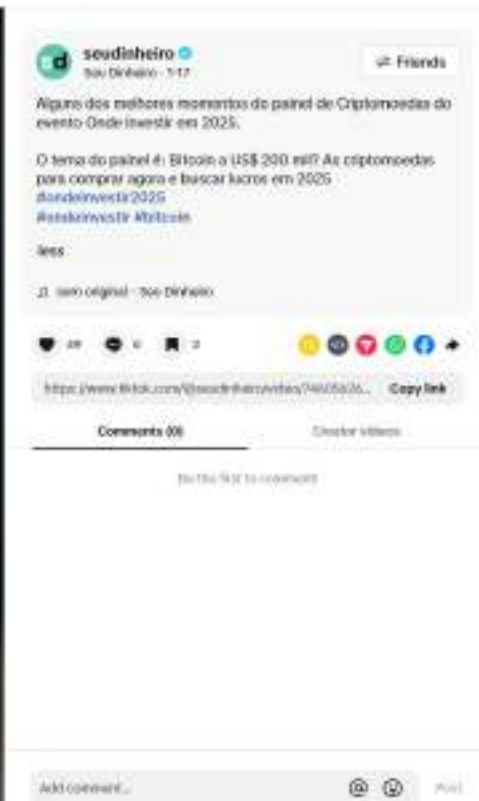 seudinheiro
Seu Dinheiro · 1-17
Friends
Alguns dos melhores momentos do painel de Criptomoedas do
evento Onde Investir em 2025.
O tema do painel é: Bitcoin a US$ 200 mil? As criptomoedas
para comprar agora e buscar lucros em 2025
#ondeinvestir2025
#ondeinvestir #bitcoin
less
som original - Seu Dinheiro
Copy link
Comments (0)
Creator videos
Be the first to comment!
Add comment...
Post